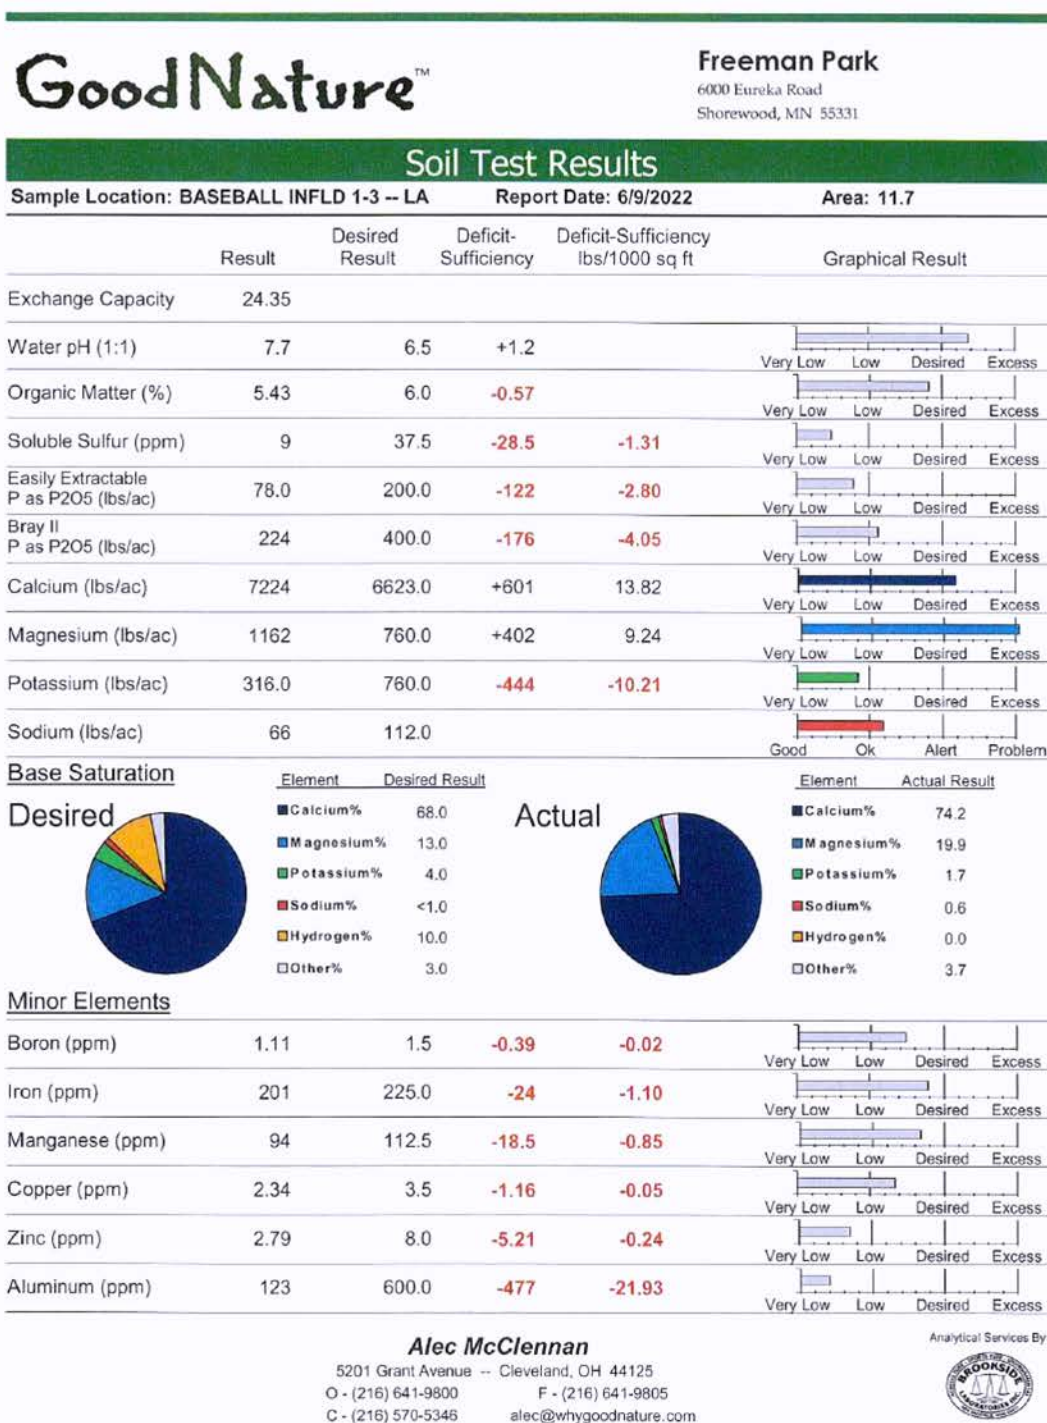 GoodNature™
Freeman Park
6000 Eureka Road
Shorewood, MN 55331
Soil Test Results
Sample Location: BASEBALL INFLD 1-3 -- LA Report Date: 6/9/2022 Area: 11.7
Result Desired Result Deficit-Sufficiency Deficit-Sufficiency lbs/1000 sq ft Graphical Result
Exchange Capacity 24.35
Water pH (1:1) 7.7 6.5 +1.2
Very Low Low Desired Excess
Organic Matter (%) 5.43 6.0 -0.57
Very Low Low Desired Excess
Soluble Sulfur (ppm) 9 37.5 -28.5 -1.31
Very Low Low Desired Excess
Easily Extractable
P as P2O5 (lbs/ac) 78.0 200.0 -122 -2.80
Very Low Low Desired Excess
Bray II
P as P2O5 (lbs/ac) 224 400.0 -176 -4.05
Very Low Low Desired Excess
Calcium (lbs/ac) 7224 6623.0 +601 13.82
Very Low Low Desired Excess
Magnesium (lbs/ac) 1162 760.0 +402 9.24
Very Low Low Desired Excess
Potassium (lbs/ac) 316.0 760.0 -444 -10.21
Very Low Low Desired Excess
Sodium (lbs/ac) 66 112.0
Good Ok Alert Problem
Base Saturation
Desired
Element Desired Result
Calcium% 68.0
Magnesium% 13.0
Potassium% 4.0
Sodium% <1.0
Hydrogen% 10.0
Other% 3.0
Actual
Element Actual Result
Calcium% 74.2
Magnesium% 19.9
Potassium% 1.7
Sodium% 0.6
Hydrogen% 0.0
Other% 3.7
Minor Elements
Boron (ppm) 1.11 1.5 -0.39 -0.02
Very Low Low Desired Excess
Iron (ppm) 201 225.0 -24 -1.10
Very Low Low Desired Excess
Manganese (ppm) 94 112.5 -18.5 -0.85
Very Low Low Desired Excess
Copper (ppm) 2.34 3.5 -1.16 -0.05
Very Low Low Desired Excess
Zinc (ppm) 2.79 8.0 -5.21 -0.24
Very Low Low Desired Excess
Aluminum (ppm) 123 600.0 -477 -21.93
Very Low Low Desired Excess
Alec McClennan
5201 Grant Avenue -- Cleveland, OH 44125
O - (216) 641-9800 F - (216) 641-9805
C - (216) 570-5346 alec@whygoodnature.com
Analytical Services By
BROOKSIDE
LABORATORIES INC.